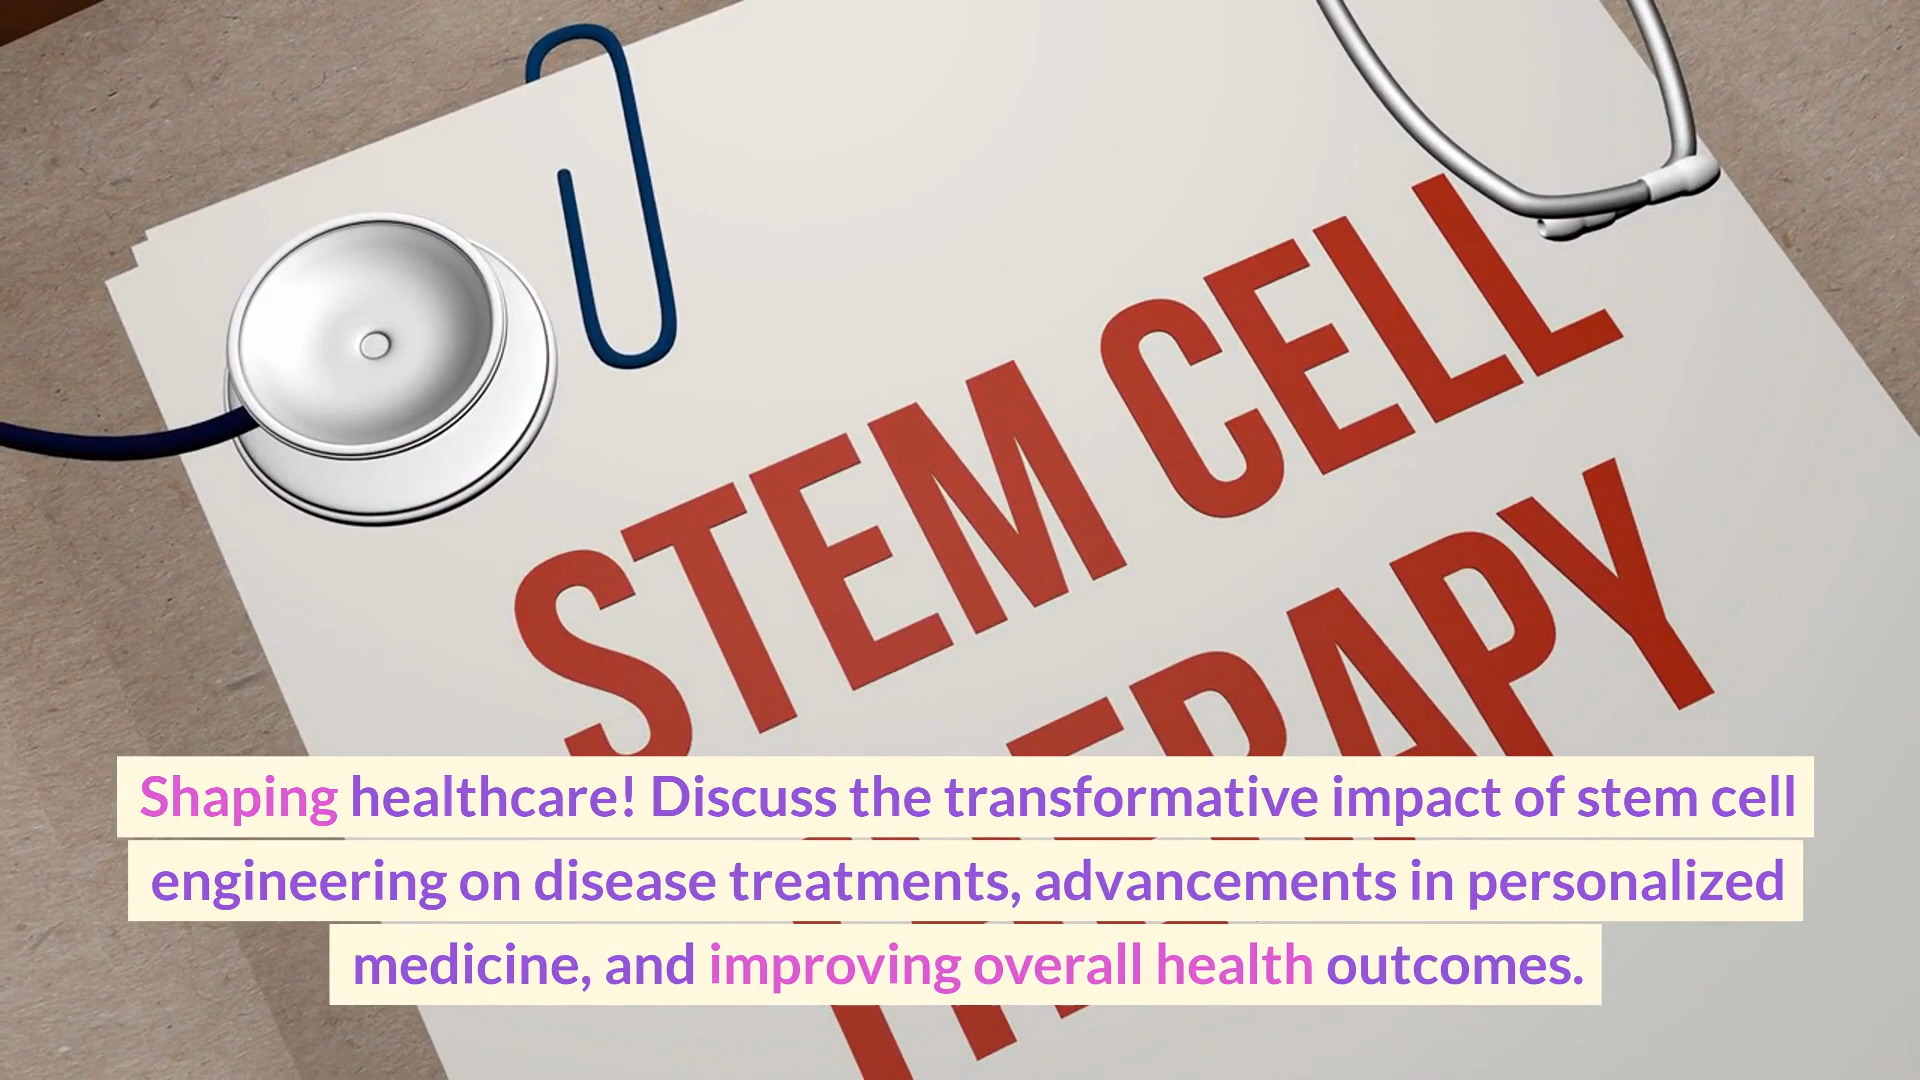 STEM CELL
THERAPY
Shaping healthcare! Discuss the transformative impact of stem cell
engineering on disease treatments, advancements in personalized
medicine, and improving overall health outcomes.